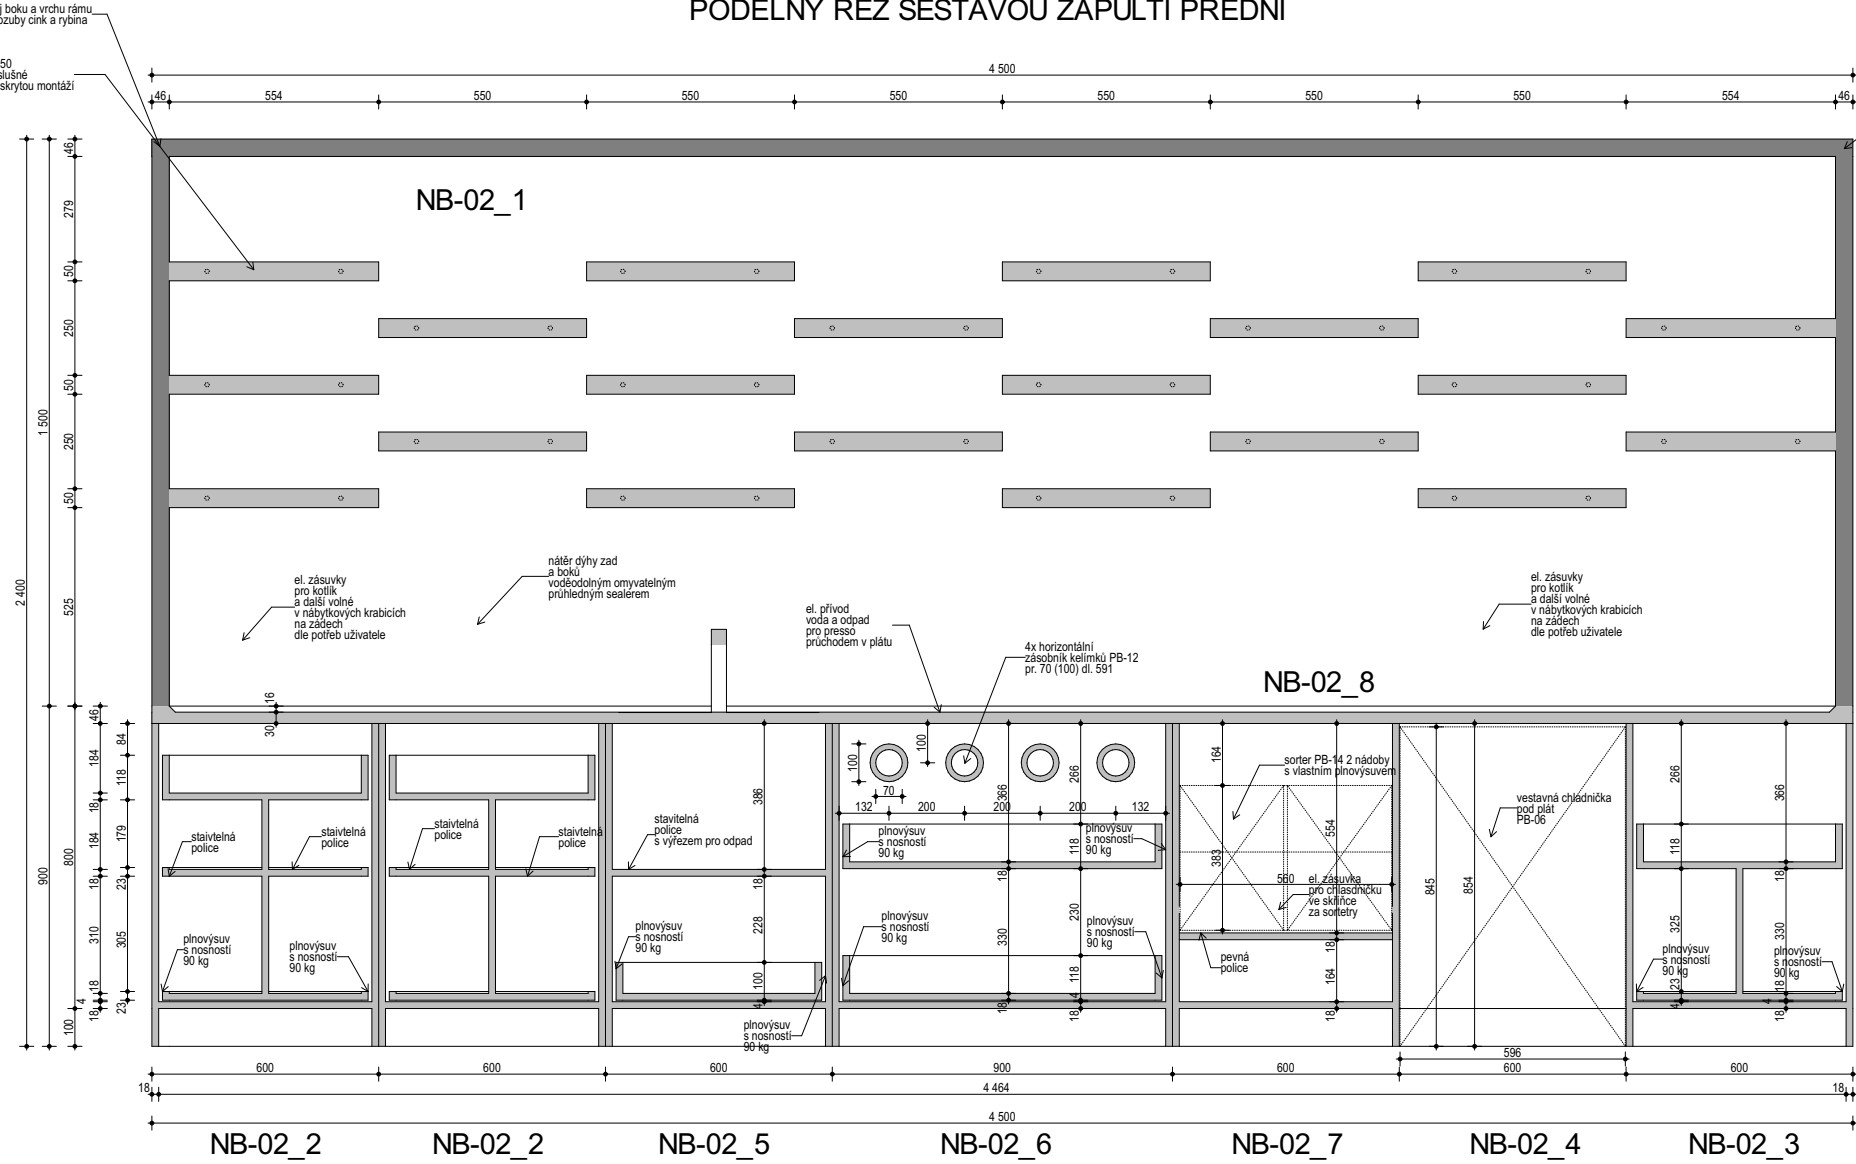 PODÉLNÝ ŘEZ SESTAVOU ZÁPULTÍ PŘEDNÍ
j boku a vrchu rámu
ozuby cink a rybina
50
slušné
skrytou montáží
4 500
46
554
550
550
550
550
550
550
554
46
NB-02_1
46
279
50
250
50
250
50
525
1 500
2 400
900
800
100
el. zásuvky
pro kotlík
a další volné
v nábytkových krabicích
na zádech
dle potřeb uživatele
nátěr dýhy zad
a boků
voděodolným omyvatelným
průhledným sealerem
el. přívod
voda a odpad
pro presso
průchodem v plátu
4x horizontální
zásobník kelímků PB-12
pr. 70 (100) dl. 591
el. zásuvky
pro kotlík
a další volné
v nábytkových krabicích
na zádech
dle potřeb uživatele
NB-02_8
16
30
46
184
18
184
18
310
18
4
18
84
118
179
23
305
23
staivtelná
police
staivtelná
police
staivtelná
police
staivtelná
police
plnovýsuv
s nosností
90 kg
plnovýsuv
s nosností
90 kg
stavitelná
police
s výřezem pro odpad
386
18
228
100
4
plnovýsuv
s nosností
90 kg
plnovýsuv
s nosností
90 kg
100
100
70
132
200
200
200
132
366
266
118
18
230
330
118
4
18
18
plnovýsuv
s nosností
90 kg
plnovýsuv
s nosností
90 kg
plnovýsuv
s nosností
90 kg
plnovýsuv
s nosností
90 kg
164
sorter PB-14 2 nádoby
s vlastním plnovýsuvem
554
383
560
el. zásuvka
pro chlasdničku
ve skříňce
za sortetry
18
pevná
police
164
18
vestavná chladnička
pod plát
PB-06
845
854
596
266
366
118
18
325
330
plnovýsuv
s nosností
90 kg
plnovýsuv
s nosností
90 kg
23
18
4
4
18
600
600
600
900
600
600
600
18
4 464
18
4 500
NB-02_2
NB-02_2
NB-02_5
NB-02_6
NB-02_7
NB-02_4
NB-02_3